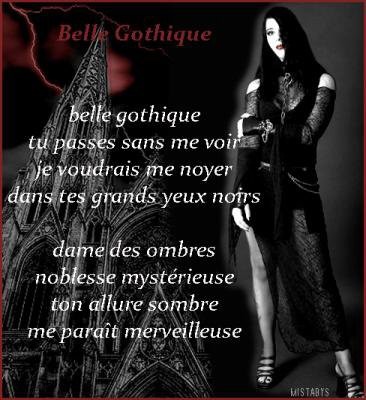 Belle Gothique
belle gothique
tu passes sans me voir
je voudrais me noyer
dans tes grands yeux noirs
dame des ombres
noblesse mystérieuse
ton allure sombre
me paraît merveilleuse
MISTABYS